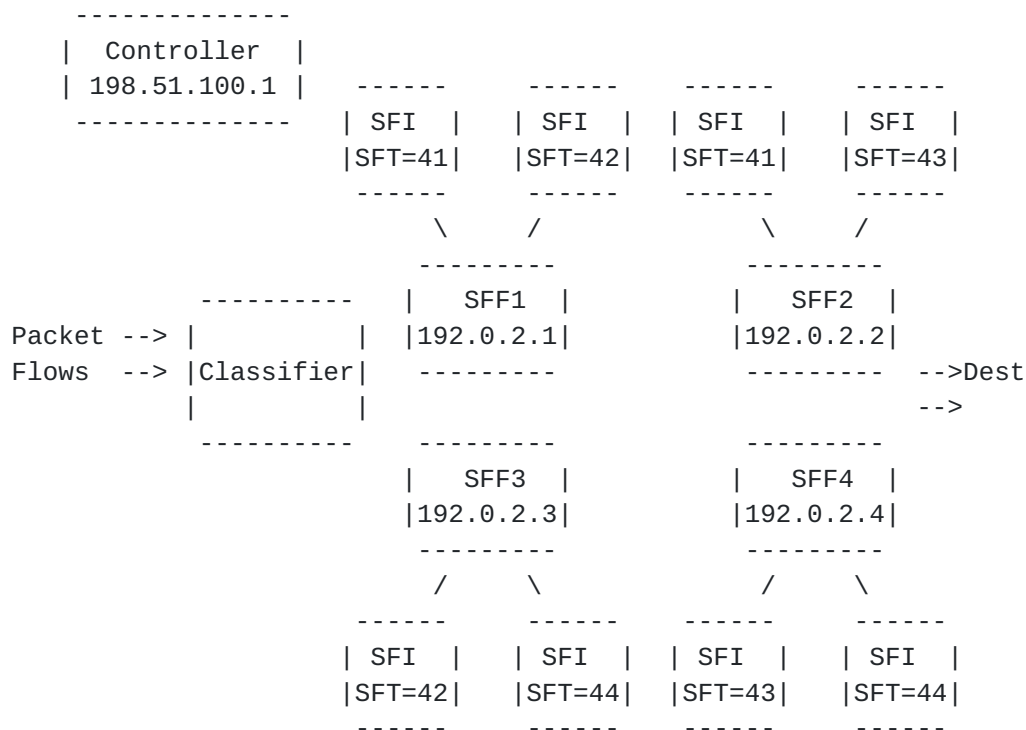 --------------
    |  Controller  |
    | 198.51.100.1 |   ------     ------    ------     ------
     --------------   | SFI  |   | SFI  |  | SFI  |   | SFI  |
                      |SFT=41|   |SFT=42|  |SFT=41|   |SFT=43|
                       ------     ------    ------     ------
                            \     /              \     /
                           ---------            ---------
             ----------   |   SFF1  |          |   SFF2  |
 Packet --> |          |  |192.0.2.1|          |192.0.2.2|
 Flows  --> |Classifier|   ---------            ---------  -->Dest
            |          |                                   -->
             ----------    ---------            ---------
                          |   SFF3  |          |   SFF4  |
                          |192.0.2.3|          |192.0.2.4|
                           ---------            ---------
                            /     \              /     \
                       ------     ------    ------     ------
                      | SFI  |   | SFI  |  | SFI  |   | SFI  |
                      |SFT=42|   |SFT=44|  |SFT=43|   |SFT=44|
                       ------     ------    ------     ------